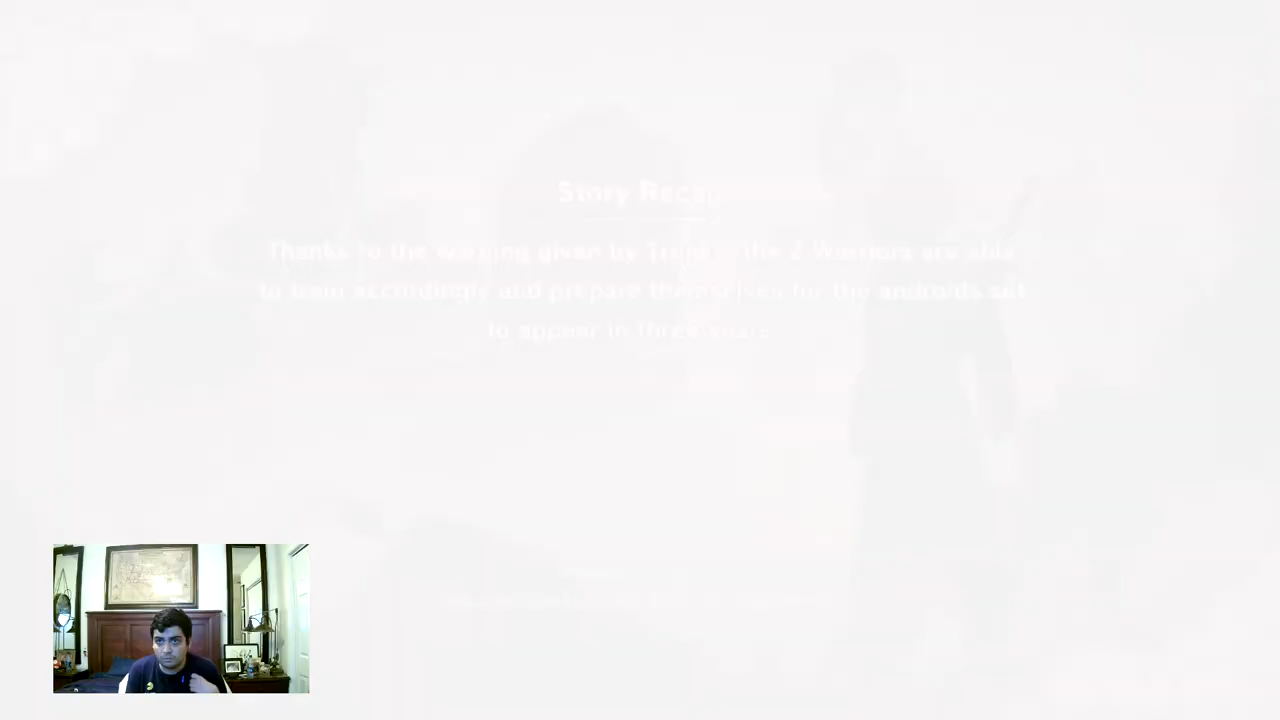 Story Recap
Thanks to the warning given by Trunks, the Z Warriors are able
to train accordingly and prepare themselves for the androids set
to appear in three years.